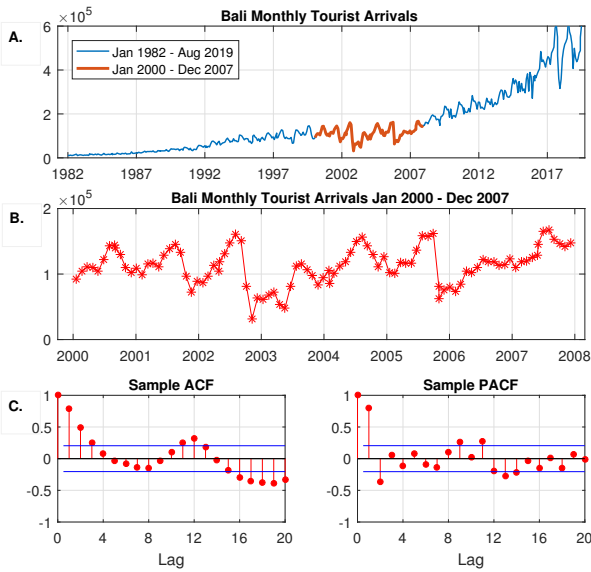 A.
Bali Monthly Tourist Arrivals
×10^5
6
4
2
0
Jan 1982 - Aug 2019
Jan 2000 - Dec 2007
1982 1987 1992 1997 2002 2007 2012 2017
B.
Bali Monthly Tourist Arrivals Jan 2000 - Dec 2007
×10^5
2
1
0
2000 2001 2002 2003 2004 2005 2006 2007 2008
C.
Sample ACF
1
0.5
0
-0.5
-1
0 4 8 12 16 20
Lag
Sample PACF
1
0.5
0
-0.5
-1
0 4 8 12 16 20
Lag